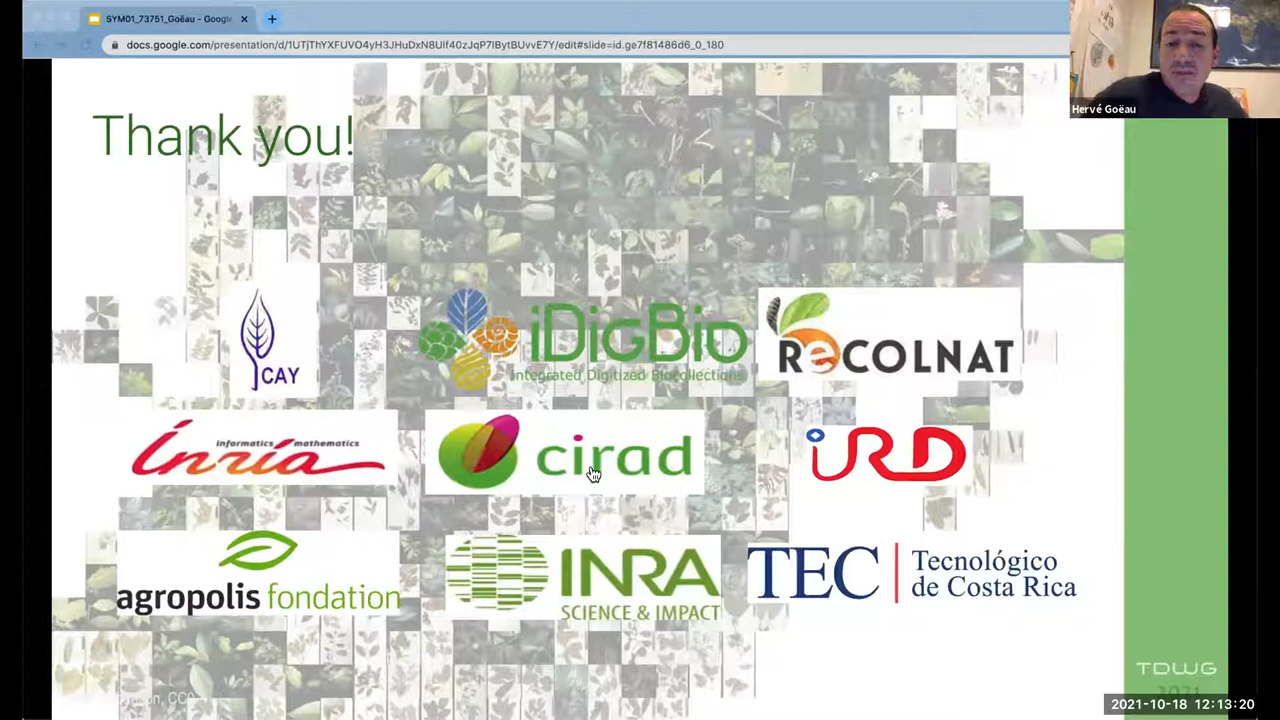 SYM01_73751_Goëau - Google
docs.google.com/presentation/d/1UTjThYXFUVO4yH3JHuDxN8UIf40zJqP7IBytBUvvE7Y/edit#slide=id.ge7f81486d6_0_180
Hervé Goëau
Thank you!
CAY
iDigBio
Integrated Digitized Biocollections
ReCOLNAT
informatics mathematics
Inria
cirad
IRD
agropolis fondation
INRA
SCIENCE & IMPACT
TEC
Tecnológico
de Costa Rica
TDWG
2021
2021-10-18 12:13:20